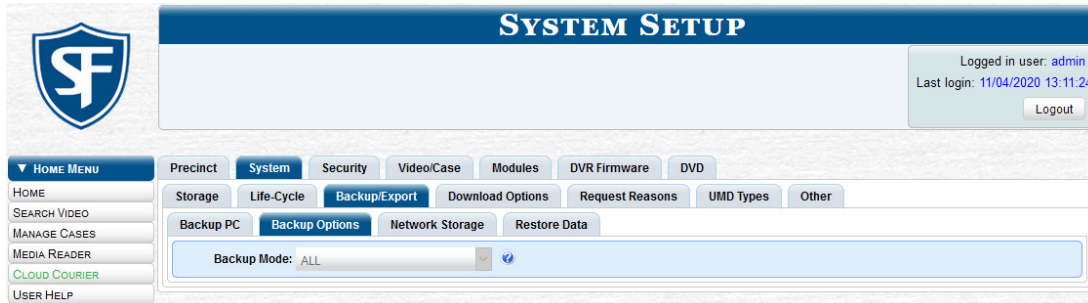 SYSTEM SETUP
SF
Logged in user: admin
Last login: 11/04/2020 13:11:24
Logout
▼ HOME MENU
HOME
SEARCH VIDEO
MANAGE CASES
MEDIA READER
CLOUD COURIER
USER HELP
Precinct System Security Video/Case Modules DVR Firmware DVD
Storage Life-Cycle Backup/Export Download Options Request Reasons UMD Types Other
Backup PC Backup Options Network Storage Restore Data
Backup Mode: ALL ?